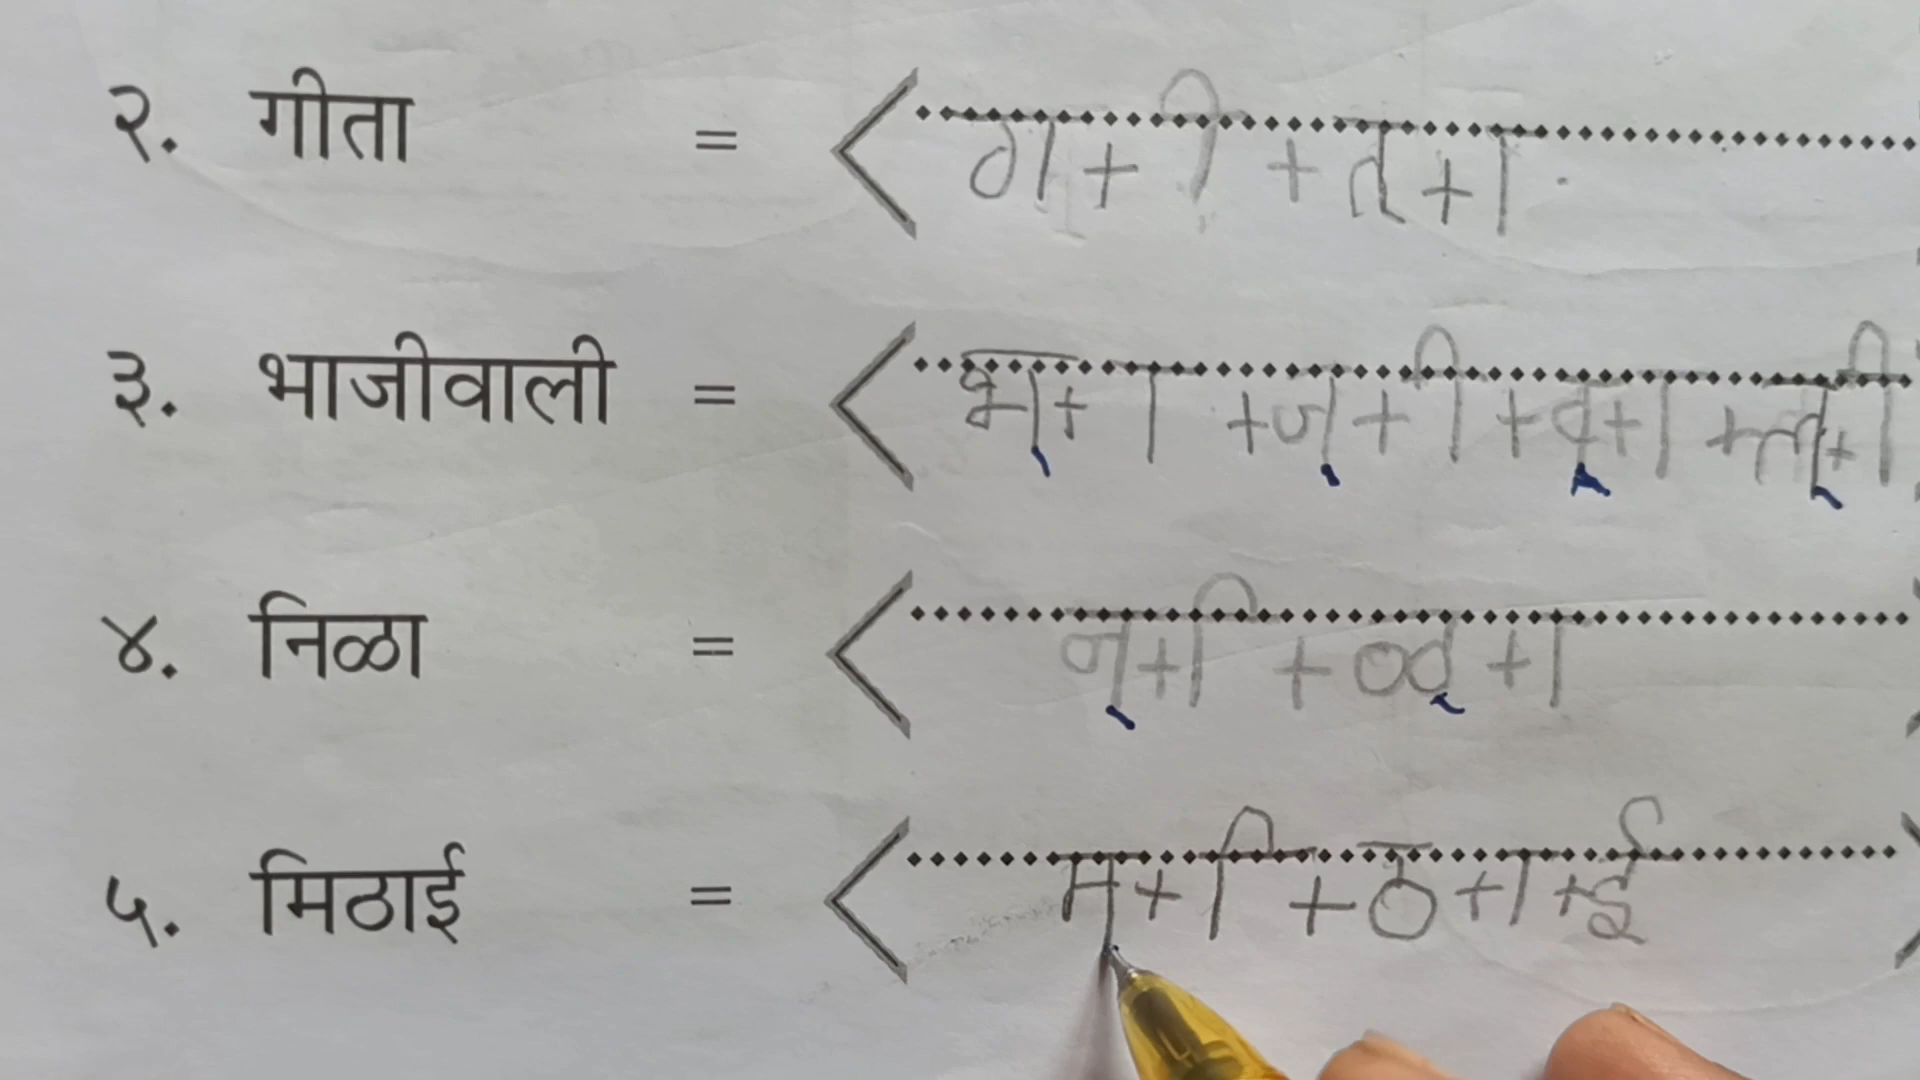 २. गीता = < ग + ी + त + ा
३. भाजीवाली = < भ् + ा + ज् + ी + व् + ा + ल् + ी
४. निळा = < न् + ि + ळ् + ा
५. मिठाई = < म + ि + ठ + ा + ई >